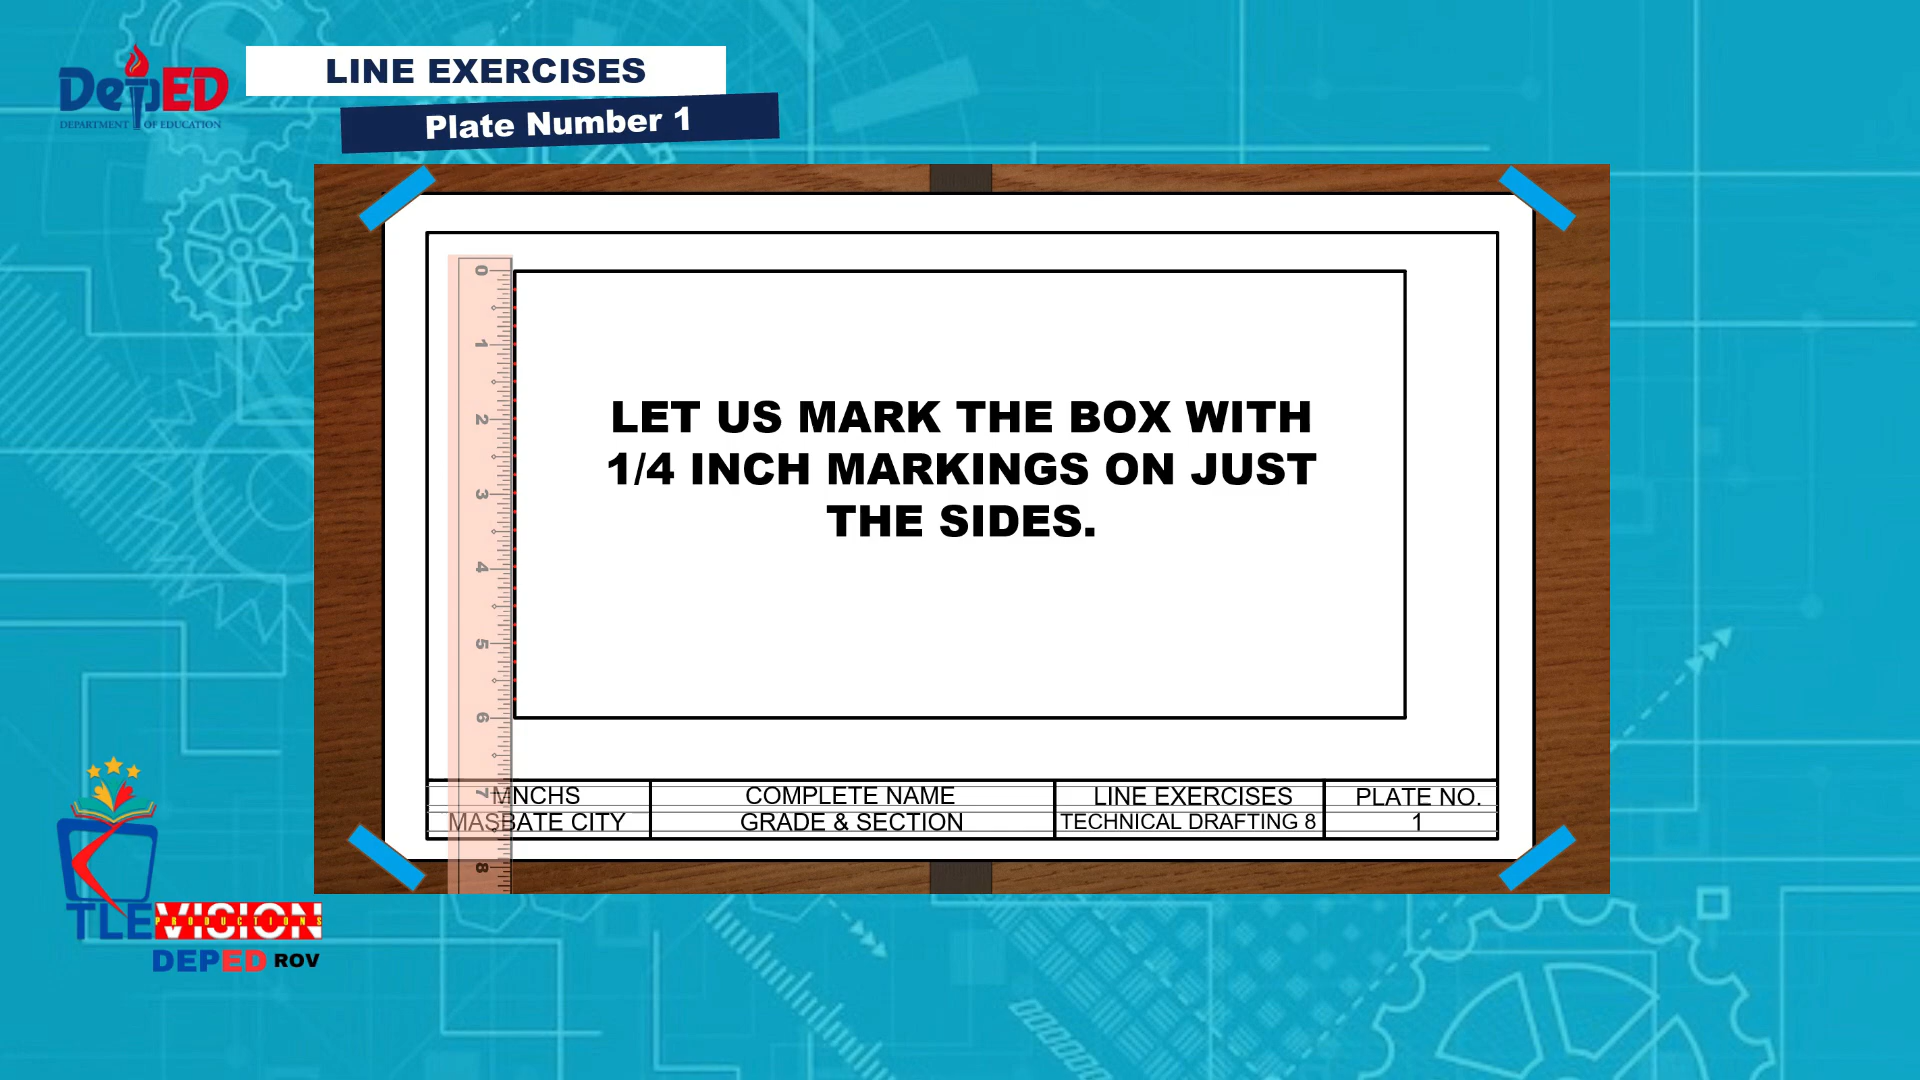 DepED
DEPARTMENT OF EDUCATION
LINE EXERCISES
Plate Number 1
0
1
2
3
4
5
6
7
8
LET US MARK THE BOX WITH
1/4 INCH MARKINGS ON JUST
THE SIDES.
MNCHS
MASBATE CITY
COMPLETE NAME
GRADE & SECTION
LINE EXERCISES
TECHNICAL DRAFTING 8
PLATE NO.
1
TLEVISION
PRODUCTIONS
DEPED ROV